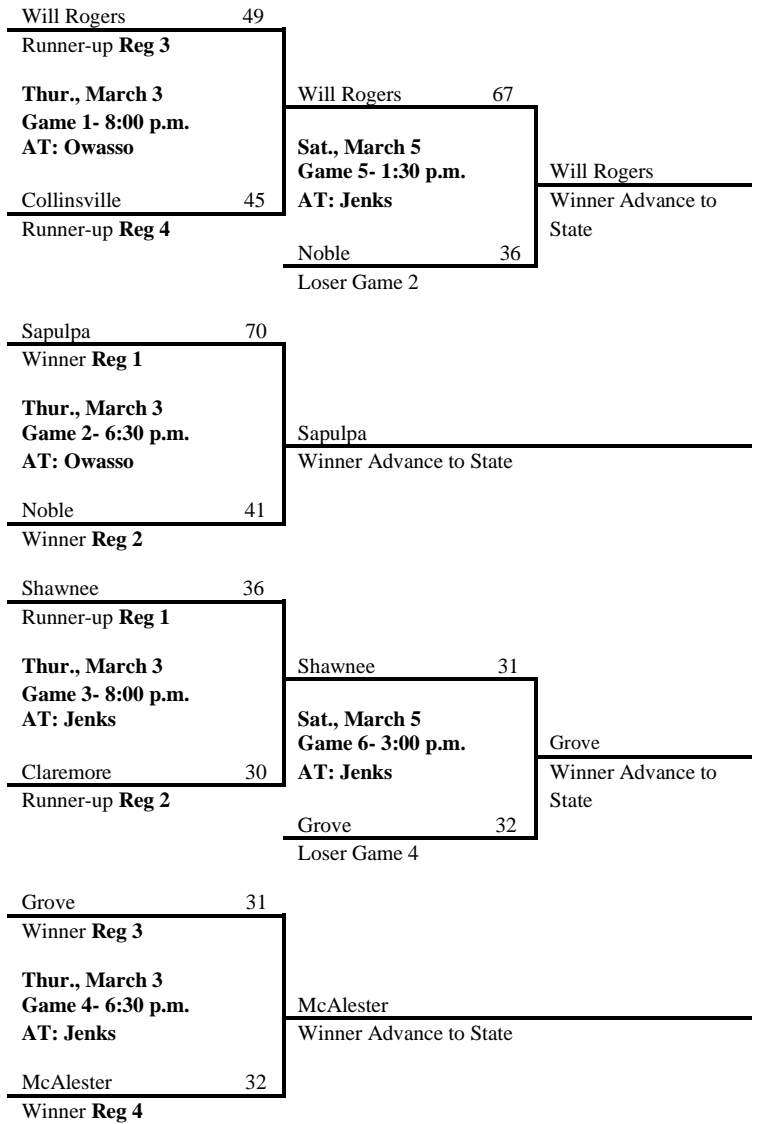 Will Rogers 49
Runner-up Reg 3
Thur., March 3
Game 1- 8:00 p.m.
AT: Owasso
Collinsville 45
Runner-up Reg 4
Will Rogers 67
Sat., March 5
Game 5- 1:30 p.m.
AT: Jenks
Noble 36
Loser Game 2
Will Rogers
Winner Advance to
State
Sapulpa 70
Winner Reg 1
Thur., March 3
Game 2- 6:30 p.m.
AT: Owasso
Noble 41
Winner Reg 2
Sapulpa
Winner Advance to State
Shawnee 36
Runner-up Reg 1
Thur., March 3
Game 3- 8:00 p.m.
AT: Jenks
Claremore 30
Runner-up Reg 2
Shawnee 31
Sat., March 5
Game 6- 3:00 p.m.
AT: Jenks
Grove 32
Loser Game 4
Grove
Winner Advance to
State
Grove 31
Winner Reg 3
Thur., March 3
Game 4- 6:30 p.m.
AT: Jenks
McAlester 32
Winner Reg 4
McAlester
Winner Advance to State